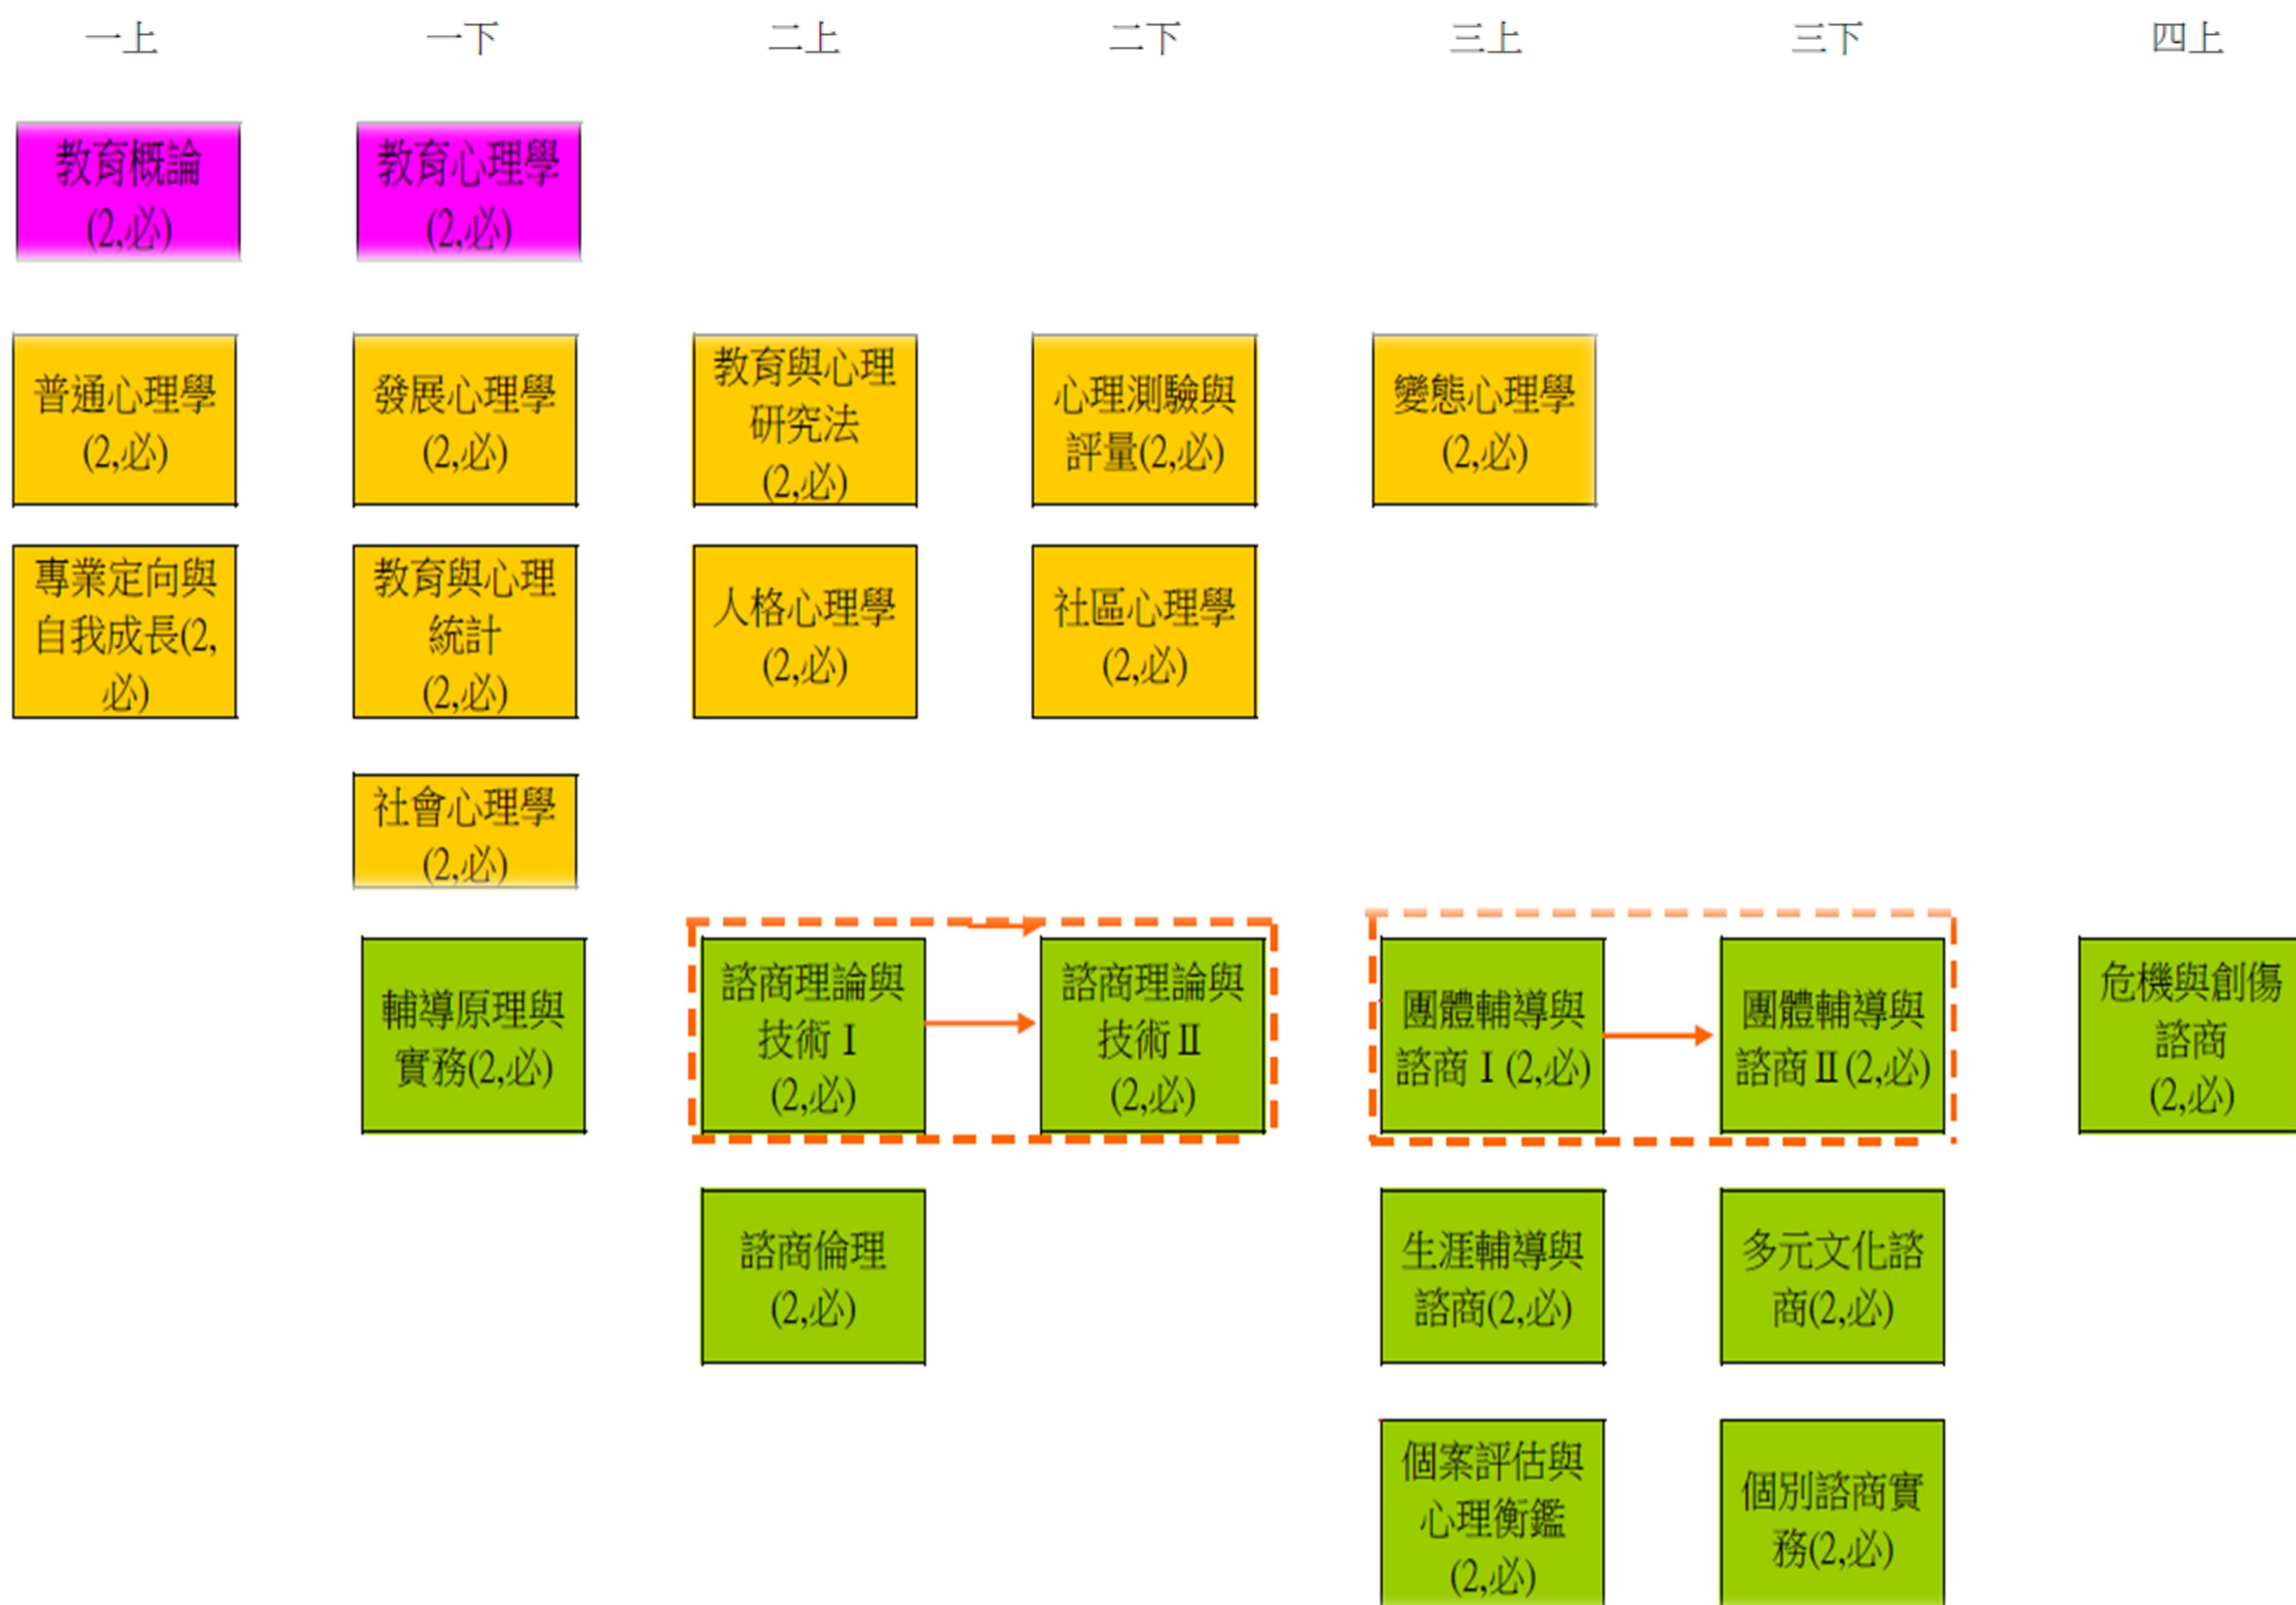 一上
一下
二上
二下
三上
三下
四上
教育概論
(2,必)
教育心理學
(2,必)
普通心理學
(2,必)
發展心理學
(2,必)
教育與心理
研究法
(2,必)
心理測驗與
評量(2,必)
變態心理學
(2,必)
專業定向與
自我成長(2,
必)
教育與心理
統計
(2,必)
人格心理學
(2,必)
社區心理學
(2,必)
社會心理學
(2,必)
輔導原理與
實務(2,必)
諮商理論與
技術Ⅰ
(2,必)
諮商理論與
技術Ⅱ
(2,必)
團體輔導與
諮商Ⅰ(2,必)
團體輔導與
諮商Ⅱ(2,必)
危機與創傷
諮商
(2,必)
諮商倫理
(2,必)
生涯輔導與
諮商(2,必)
多元文化諮
商(2,必)
個案評估與
心理衡鑑
(2,必)
個別諮商實
務(2,必)